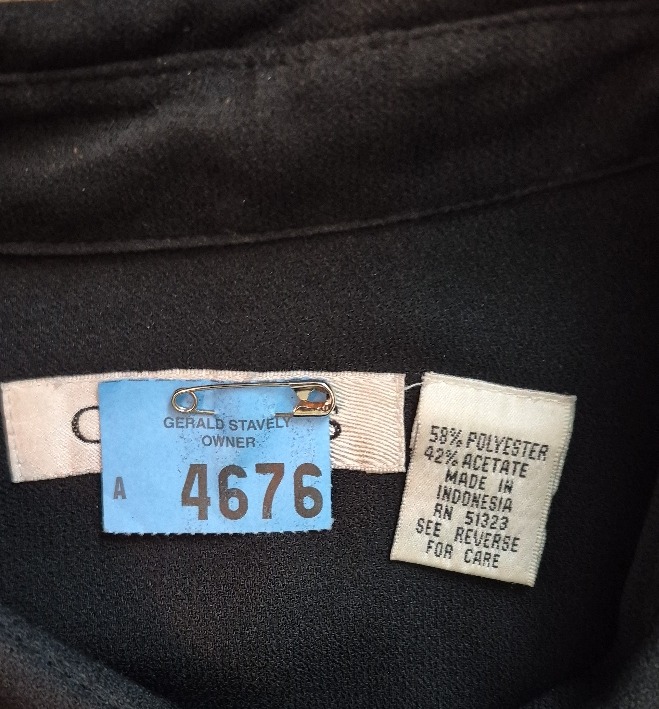 GERALD STAVELY
OWNER
A 4676
58% POLYESTER
42% ACETATE
MADE IN
INDONESIA
RN 51323
SEE REVERSE
FOR CARE